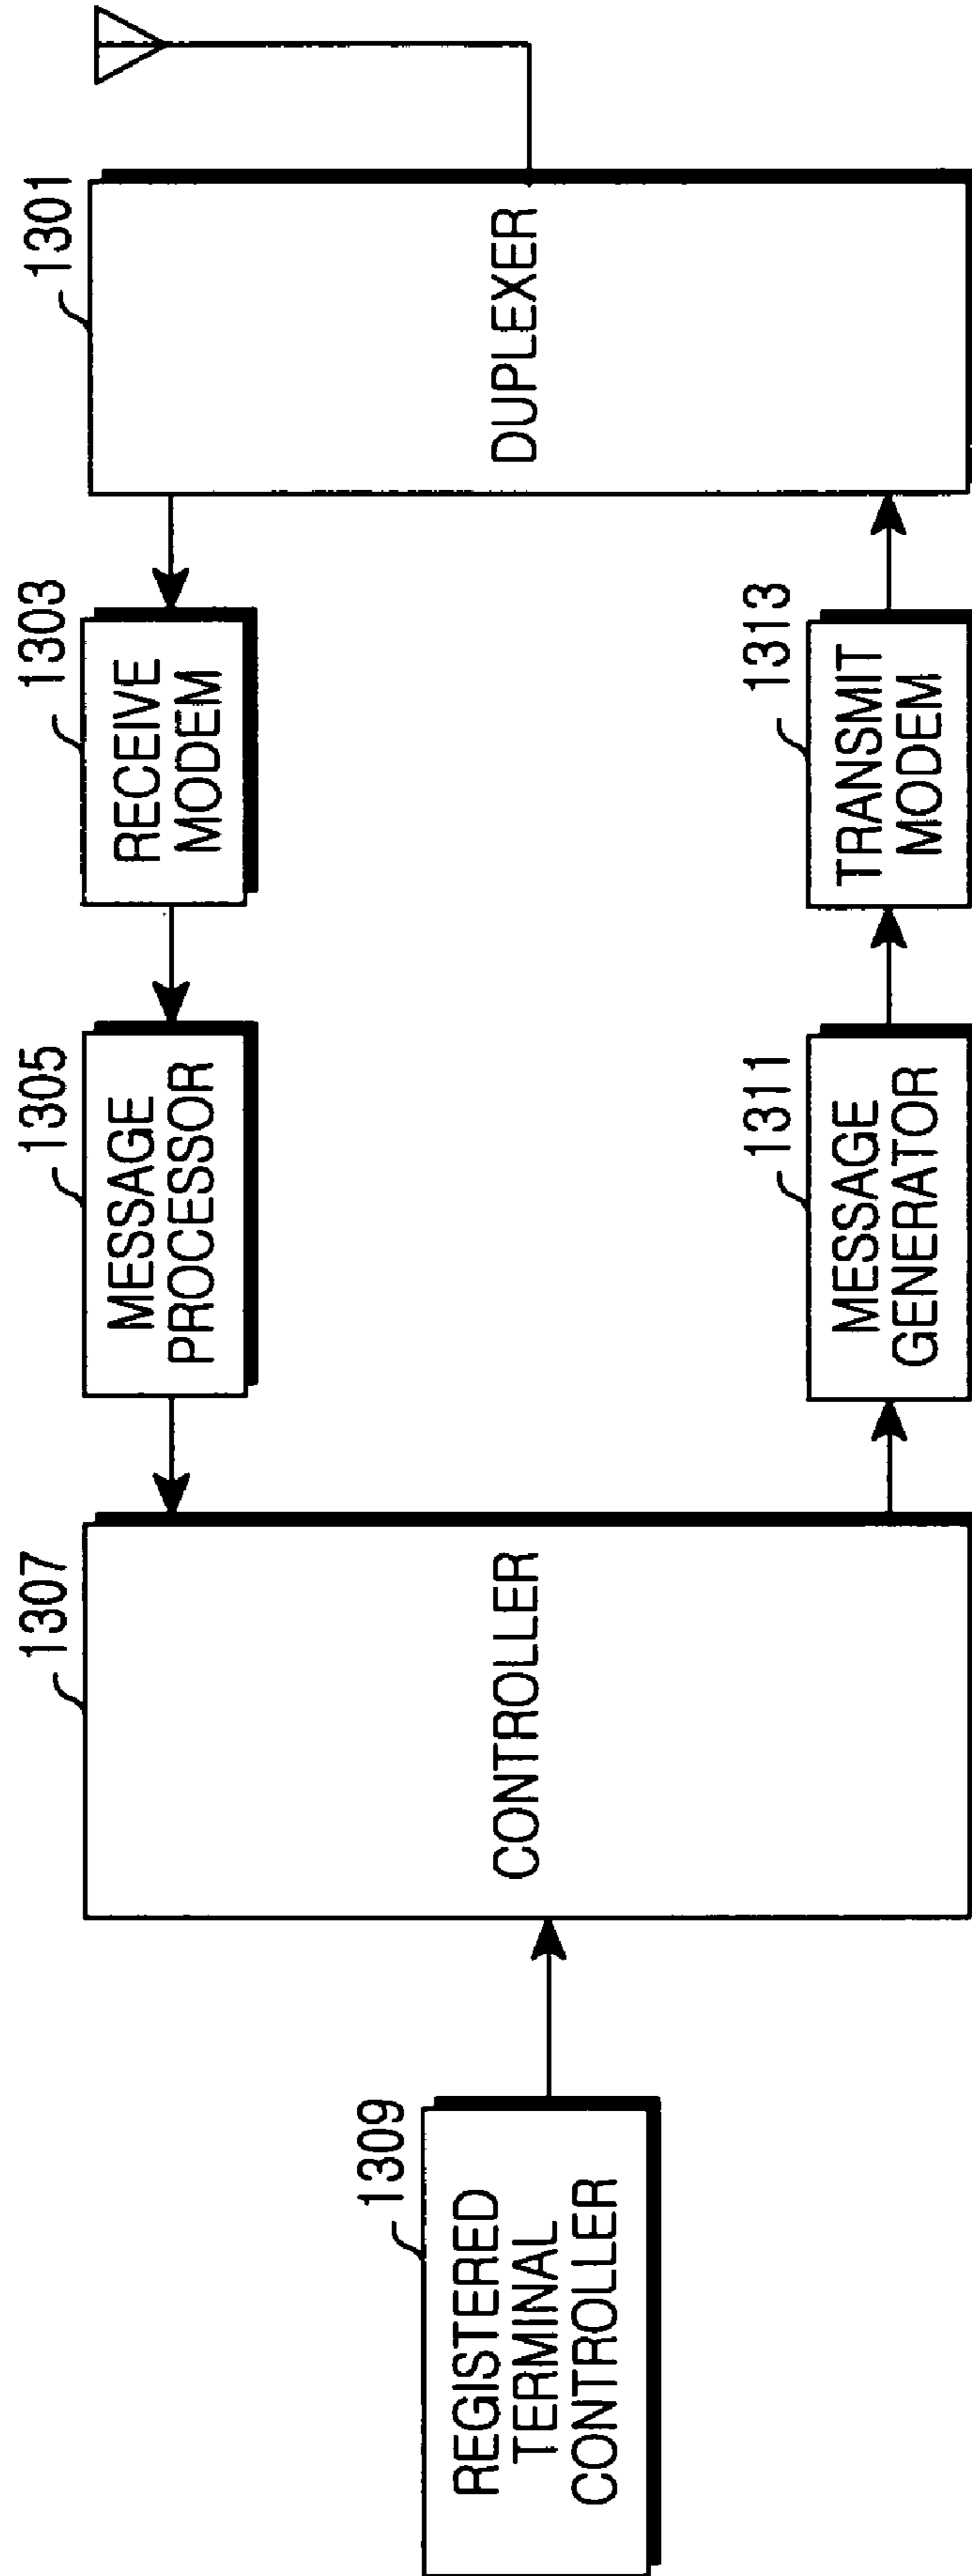 1309
REGISTERED
TERMINAL
CONTROLLER
1307
CONTROLLER
1305
MESSAGE
PROCESSOR
1303
RECEIVE
MODEM
1311
MESSAGE
GENERATOR
1313
TRANSMIT
MODEM
1301
DUPLEXER